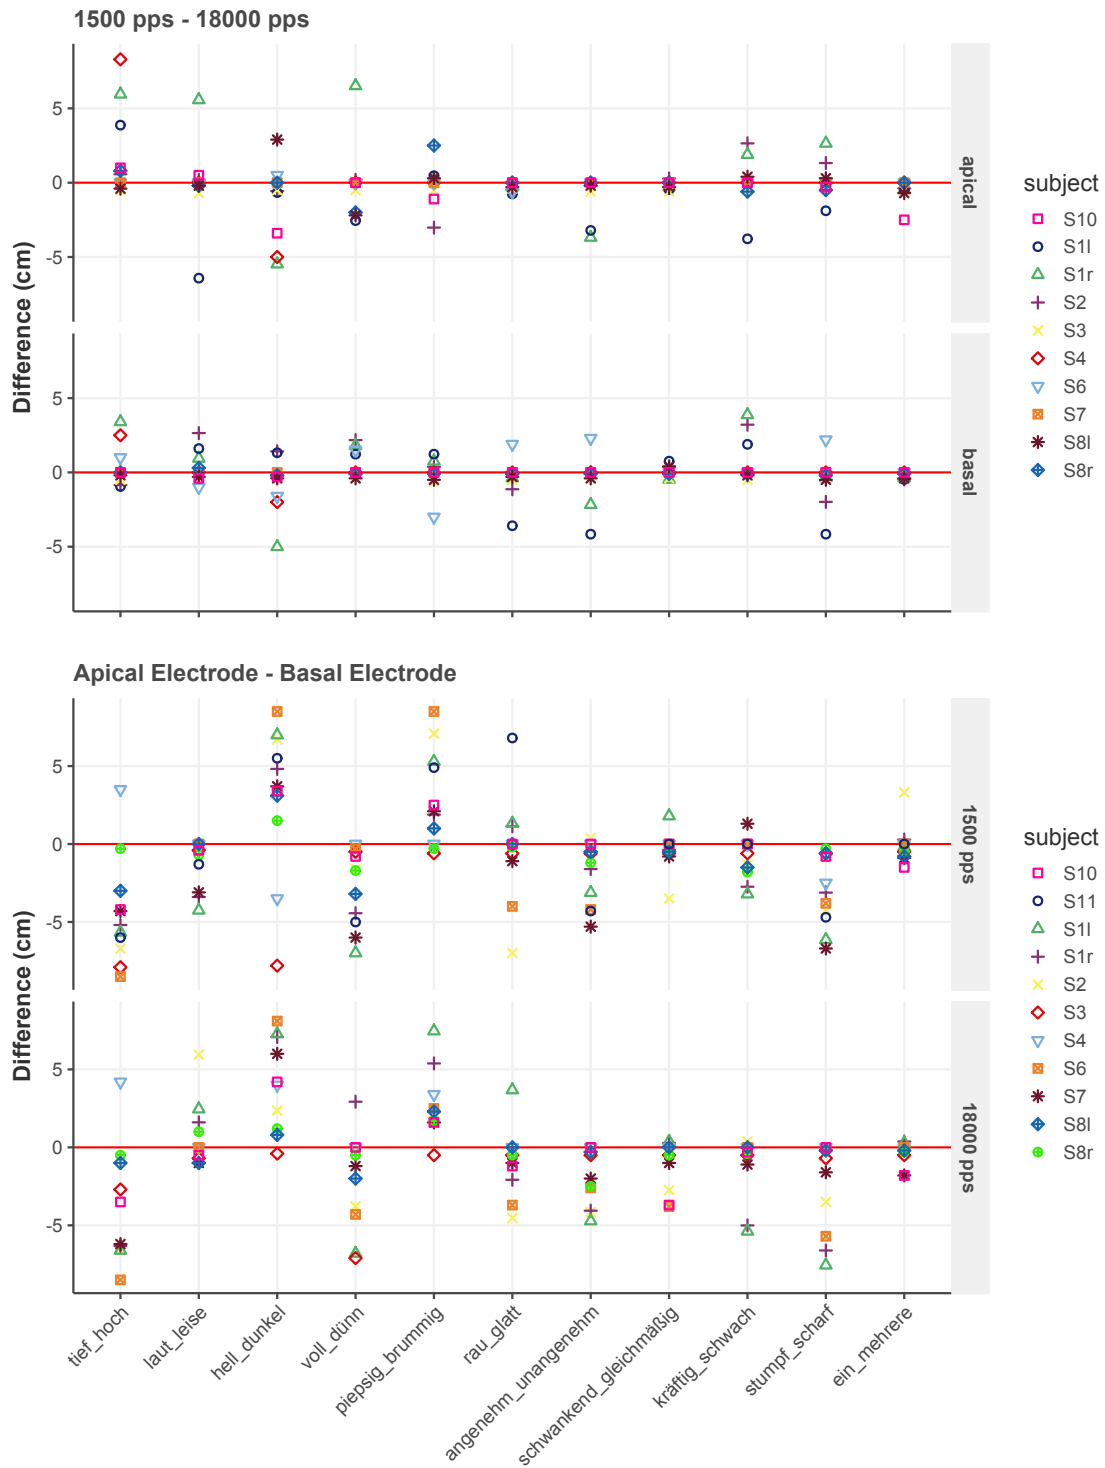 1500 pps - 18000 pps
Difference (cm)
5
0
-5
apical
5
0
-5
basal
subject
S10
S1l
S1r
S2
S3
S4
S6
S7
S8l
S8r
Apical Electrode - Basal Electrode
Difference (cm)
5
0
-5
1500 pps
5
0
-5
18000 pps
tief_hoch
laut_leise
hell_dunkel
voll_dünn
piepsig_brummig
rau_glatt
angenehm_unangenehm
schwankend_gleichmäßig
kräftig_schwach
stumpf_scharf
ein_mehrere
subject
S10
S11
S1l
S1r
S2
S3
S4
S6
S7
S8l
S8r